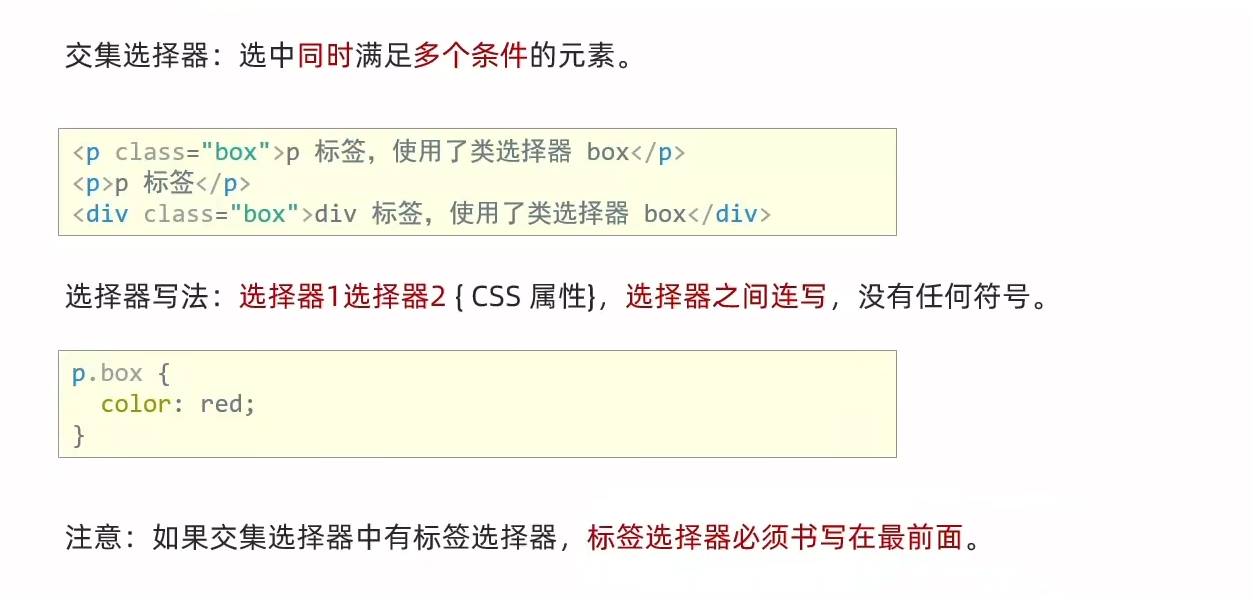 交集选择器：选中同时满足多个条件的元素。
<p class="box">p 标签，使用了类选择器 box</p>
<p>p 标签</p>
<div class="box">div 标签，使用了类选择器 box</div>
选择器写法：选择器1选择器2 { CSS 属性}，选择器之间连写，没有任何符号。
p.box {
  color: red;
}
注意：如果交集选择器中有标签选择器，标签选择器必须书写在最前面。